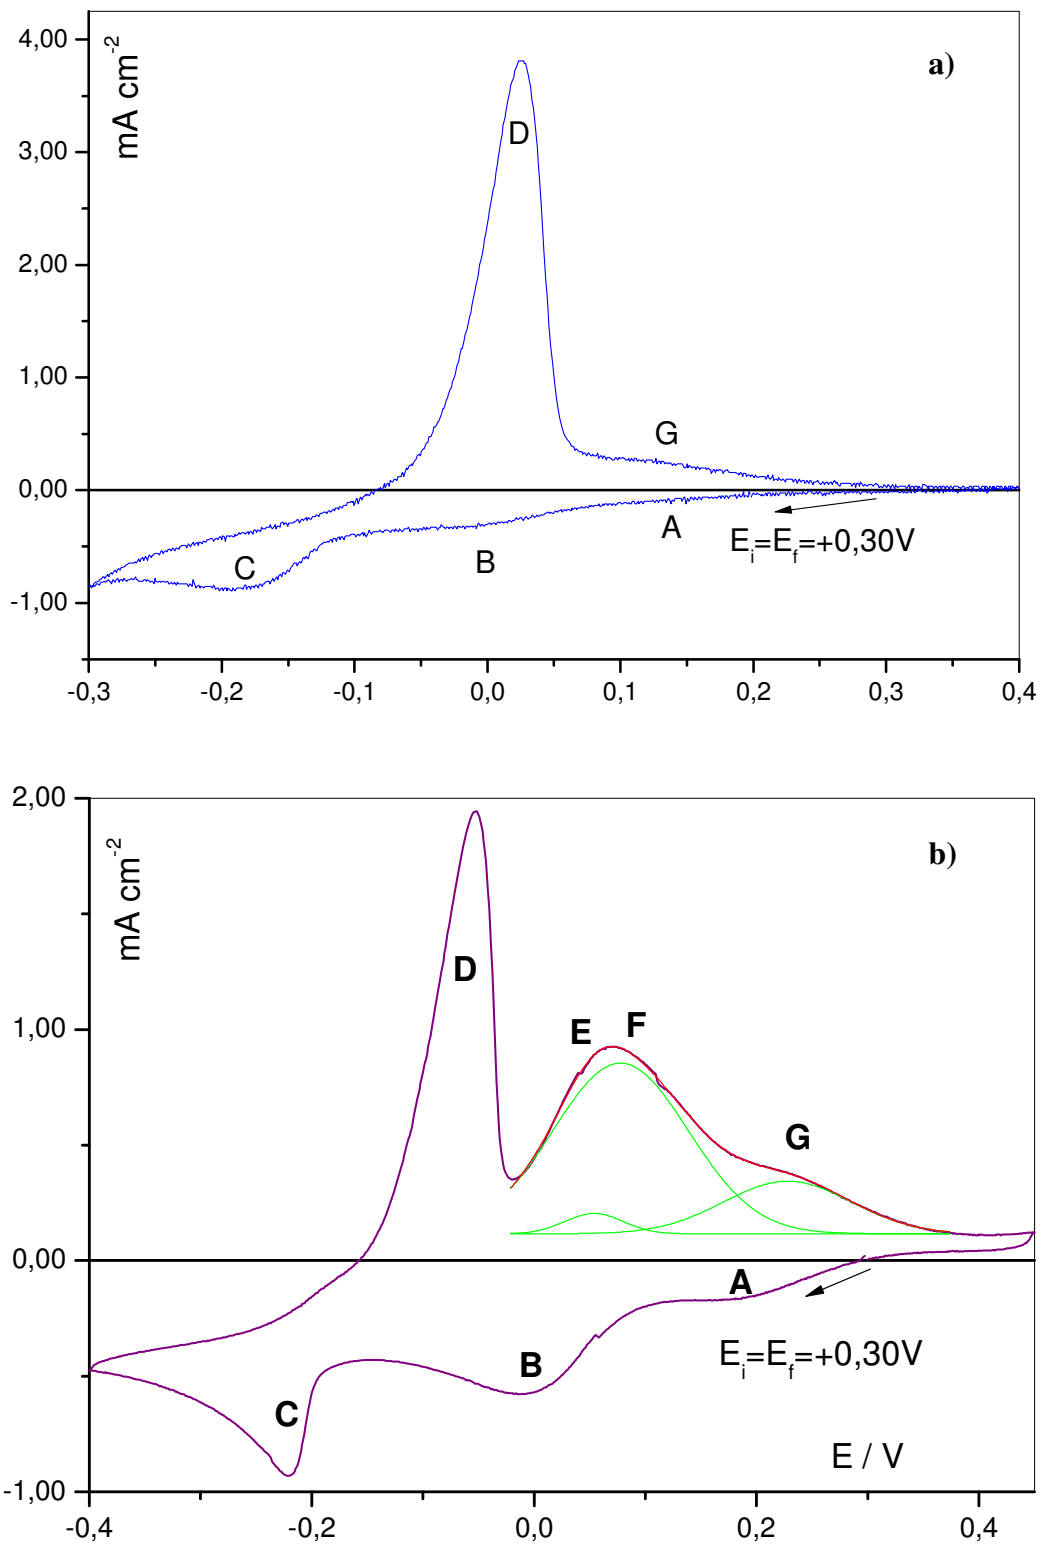 4,00
a)
mA cm-2
3,00
D
2,00
1,00
G
0,00
A
Ei=Ef=+0,30V
B
C
-1,00
-0,3 -0,2 -0,1 0,0 0,1 0,2 0,3 0,4
2,00
b)
mA cm-2
D
1,00
E F
G
0,00
A
Ei=Ef=+0,30V
B
C
E / V
-1,00
-0,4 -0,2 0,0 0,2 0,4